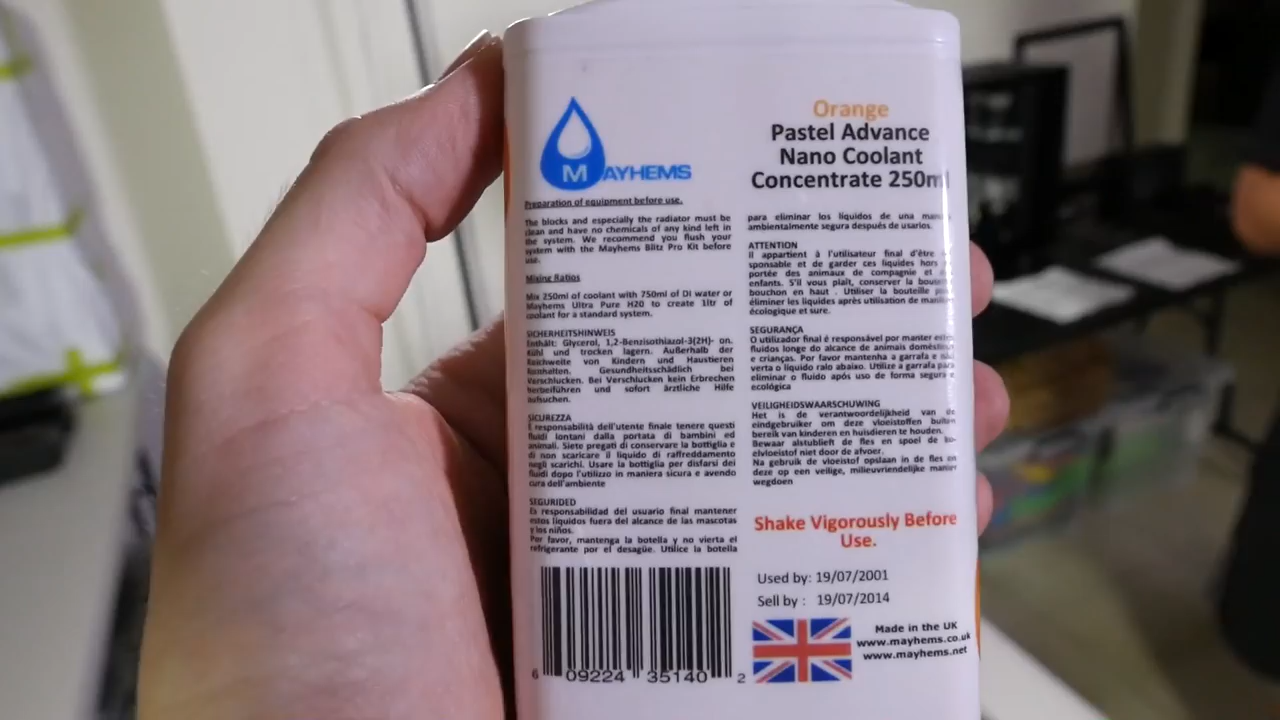 MAYHEMS
Preparation of equipment before use.
The blocks and especially the radiator must be
clean and have no chemicals of any kind left in
the system. We recommend you flush your
system with the Mayhems Blitz Pro Kit before
use.
Mixing Ratios
Mix 250ml of coolant with 750ml of DI water or
Mayhems Ultra Pure H20 to create 1ltr of
coolant for a standard system.
SICHERHEITSHINWEIS
Enthält: Glycerol, 1,2-Benzisothiazol-3(2H)- on.
Kühl und trocken lagern. Außerhalb der
Reichweite von Kindern und Haustieren
Gesundheitsschädlich bei
Verschlucken. Bei Verschlucken kein Erbrechen
herbeiführen und sofort ärztliche Hilfe
aufsuchen.
SICUREZZA
È responsabilità dell'utente finale tenere questi
fluidi lontani dalla portata di bambini ed
animali. Siete pregati di conservare la bottiglia e
di non scaricare il liquido di raffreddamento
negli scarichi. Usare la bottiglia per disfarsi dei
fluidi dopo l'utilizzo in maniera sicura e avendo
cura dell'ambiente
SEGURIDED
Es responsabilidad del usuario final mantener
estos líquidos fuera del alcance de las mascotas
y los niños.
Por favor, mantenga la botella y no vierta el
refrigerante por el desagüe. Utilice la botella
6 09224 35140 2
Orange
Pastel Advance
Nano Coolant
Concentrate 250ml
para eliminar los líquidos de una
ambientalmente segura después de usarlos.
ATTENTION
Il appartient à l'utilisateur final d'être
sponsable et de garder ces liquides hors
portée des animaux de compagnie et
enfants. S'il vous plaît, conserver la
bouchon en haut . Utiliser la bouteille
éliminer les liquides après utilisation de
écologique et sure.
SEGURANÇA
O utilizador final é responsável por manter
fluidos longe do alcance de animais
e crianças. Por favor mantenha a garrafa e
verta o líquido ralo abaixo. Utilize a garrafa para
eliminar o fluido após uso de forma segura e
ecológica
VEILIGHEIDSWAARSCHUWING
Het is de verantwoordelijkheid van de
eindgebruiker om deze vloeistoffen buiten
bereik van kinderen en huisdieren te houden.
Bewaar alstublieft de fles en spoel de ko-
elvloeistof niet door de afvoer.
Na gebruik de vloeistof opslaan in de fles en
deze op een veilige, milieuvriendelijke manier
wegdoen
Shake Vigorously Before
Use.
Used by: 19/07/2001
Sell by : 19/07/2014
Made in the UK
www.mayhems.co.uk
www.mayhems.net